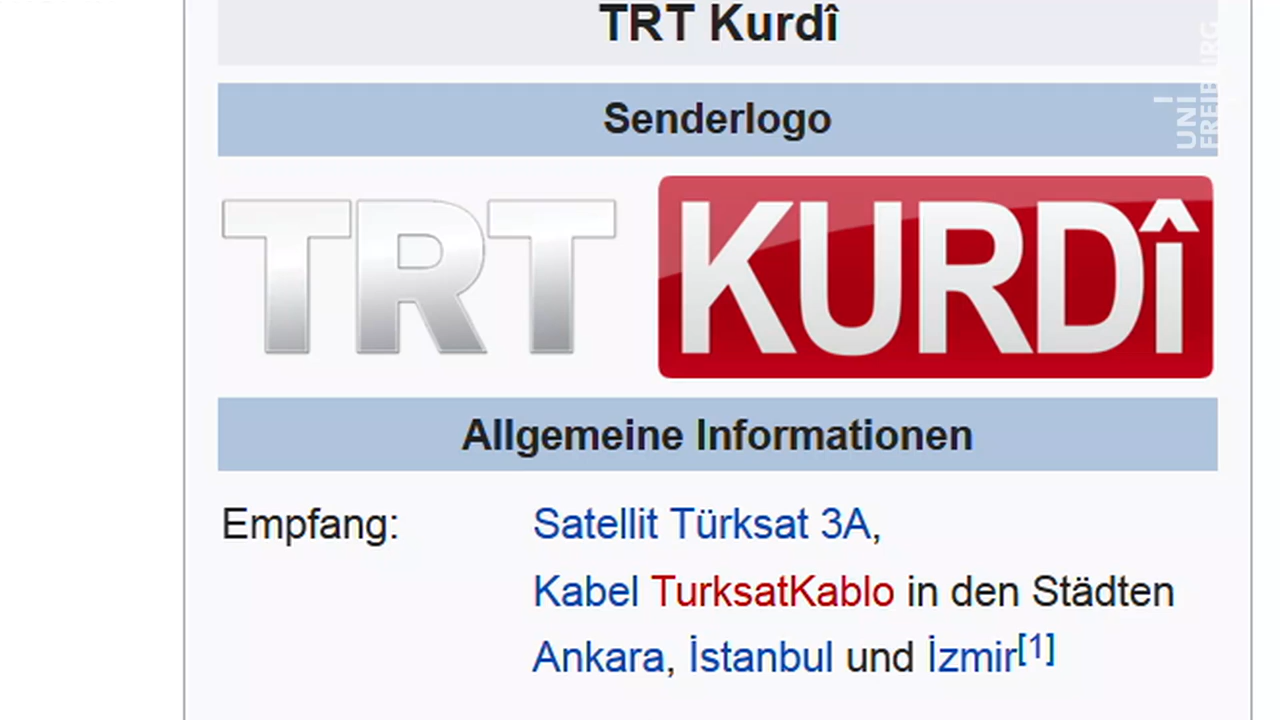 TRT Kurdî
Senderlogo
UNI
FREIBURG
TRT KURDÎ
Allgemeine Informationen
Empfang: Satellit Türksat 3A,
Kabel TurksatKablo in den Städten
Ankara, İstanbul und İzmir[1]